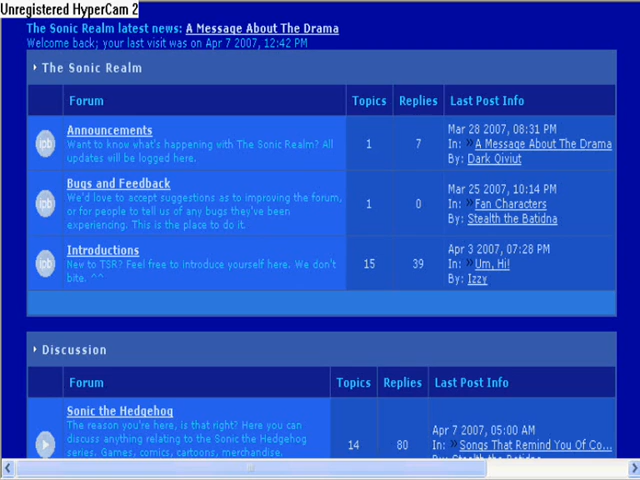 Unregistered HyperCam 2
The Sonic Realm latest news: A Message About The Drama
Welcome back; your last visit was on Apr 7 2007, 12:42 PM
The Sonic Realm
Forum Topics Replies Last Post Info
Announcements
Want to know what's happening with The Sonic Realm? All
updates will be logged here.
1 7
Mar 28 2007, 08:31 PM
In: »A Message About The Drama
By: Dark Qiviut
Bugs and Feedback
We'd love to accept suggestions as to improving the forum,
or for people to tell us of any bugs they've been
experiencing. This is the place to do it.
1 0
Mar 25 2007, 10:14 PM
In: »Fan Characters
By: Stealth the Batidna
Introductions
New to TSR? Feel free to introduce yourself here. We don't
bite. ^^
15 39
Apr 3 2007, 07:28 PM
In: »Um, Hi!
By: Izzy
Discussion
Forum Topics Replies Last Post Info
Sonic the Hedgehog
The reason you're here, is that right? Here you can
discuss anything relating to the Sonic the Hedgehog
series. Games, comics, cartoons, merchandise.
14 80
Apr 7 2007, 05:00 AM
In: »Songs That Remind You Of Co...
By: Stealth the Batidna